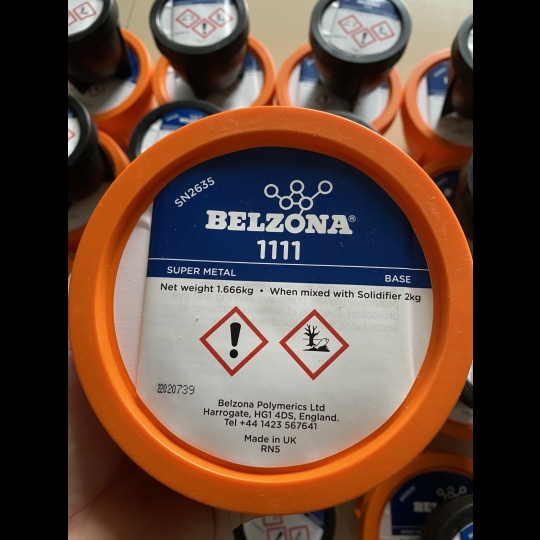 SN2635
BELZONA®
1111
SUPER METAL
BASE
Net weight 1.666kg • When mixed with Solidifier 2kg
22020739
Belzona Polymerics Ltd
Harrogate, HG1 4DS, England.
Tel +44 1423 567641
Made in UK
RN5